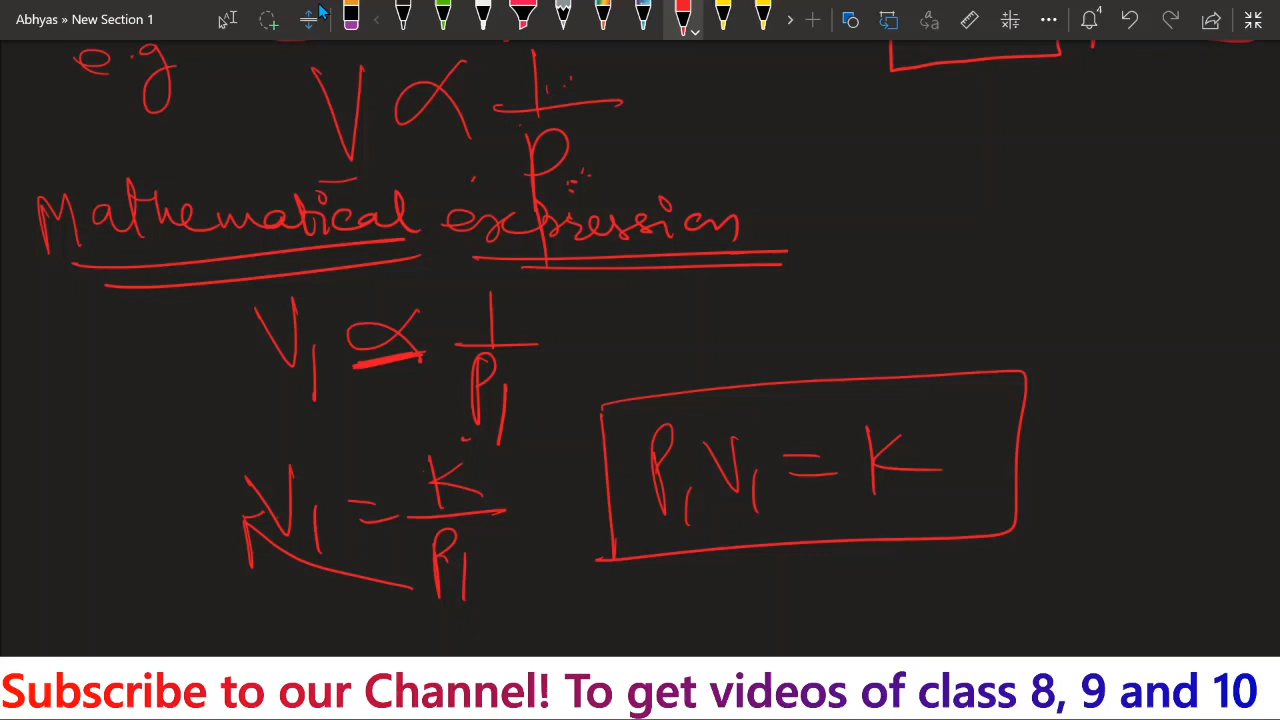 Abhyas » New Section 1
e.g
V ∝ 1/P
Mathematical expression
V₁ ∝ 1/P₁
V₁ = K/P₁
P₁V₁ = K
Subscribe to our Channel! To get videos of class 8, 9 and 10